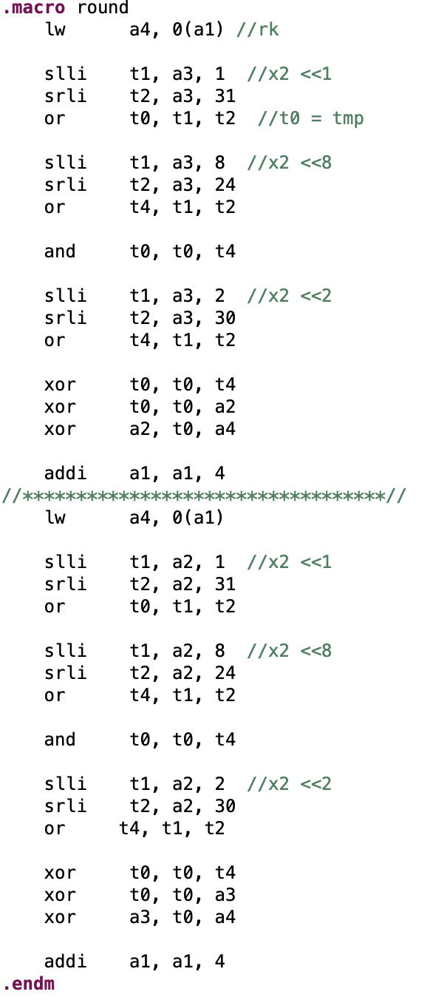 .macro round
    lw      a4, 0(a1) //rk

    slli    t1, a3, 1  //x2 <<1
    srli    t2, a3, 31
    or      t0, t1, t2  //t0 = tmp

    slli    t1, a3, 8  //x2 <<8
    srli    t2, a3, 24
    or      t4, t1, t2

    and     t0, t0, t4

    slli    t1, a3, 2  //x2 <<2
    srli    t2, a3, 30
    or      t4, t1, t2

    xor     t0, t0, t4
    xor     t0, t0, a2
    xor     a2, t0, a4

    addi    a1, a1, 4
//**********************************//
    lw      a4, 0(a1)

    slli    t1, a2, 1  //x2 <<1
    srli    t2, a2, 31
    or      t0, t1, t2

    slli    t1, a2, 8  //x2 <<8
    srli    t2, a2, 24
    or      t4, t1, t2

    and     t0, t0, t4

    slli    t1, a2, 2  //x2 <<2
    srli    t2, a2, 30
    or     t4, t1, t2

    xor     t0, t0, t4
    xor     t0, t0, a3
    xor     a3, t0, a4

    addi    a1, a1, 4
.endm